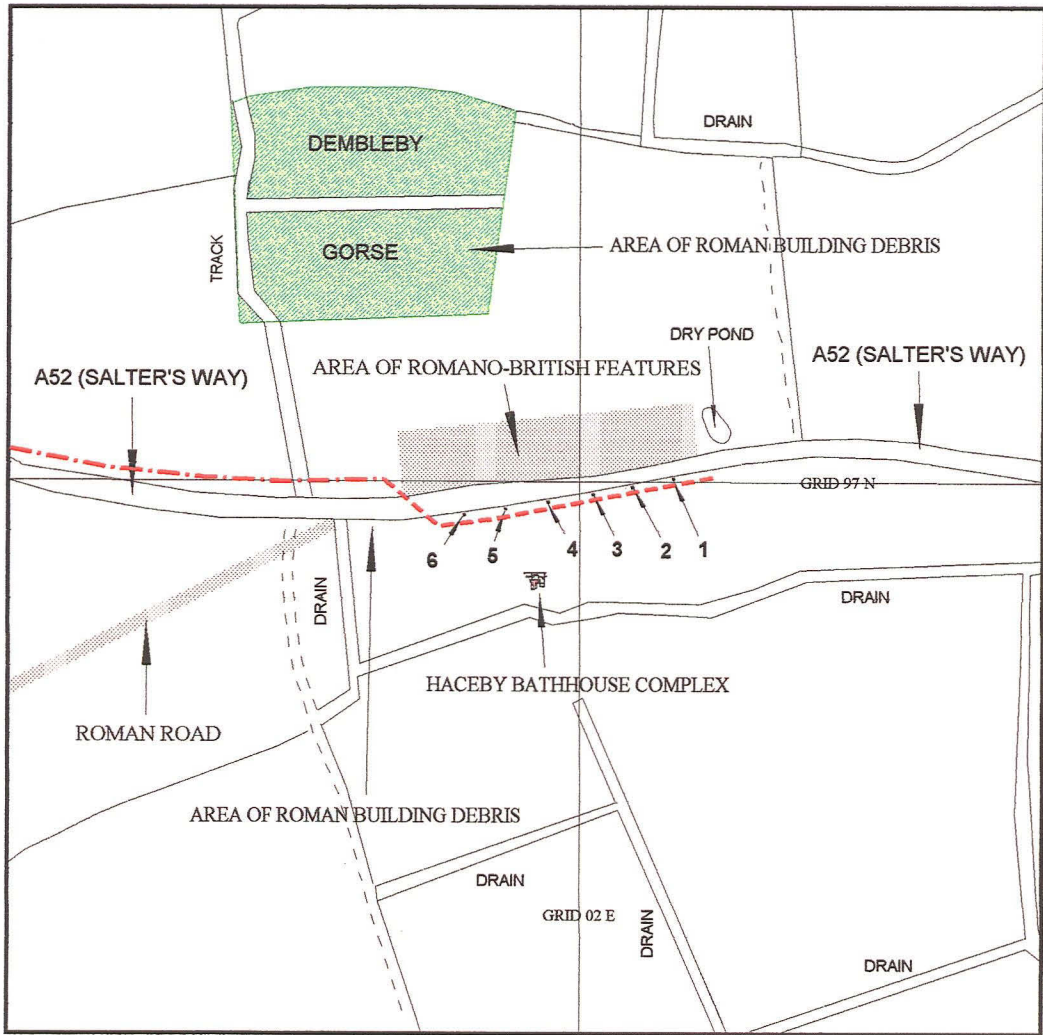 DRAIN
DEMBLEBY
GORSE
TRACK
AREA OF ROMAN BUILDING DEBRIS
DRY POND
A52 (SALTER'S WAY)
AREA OF ROMANO-BRITISH FEATURES
A52 (SALTER'S WAY)
GRID 97 N
6
5
4
3
2
1
DRAIN
DRAIN
HACEBY BATHHOUSE COMPLEX
ROMAN ROAD
AREA OF ROMAN BUILDING DEBRIS
DRAIN
GRID 02 E
DRAIN
DRAIN